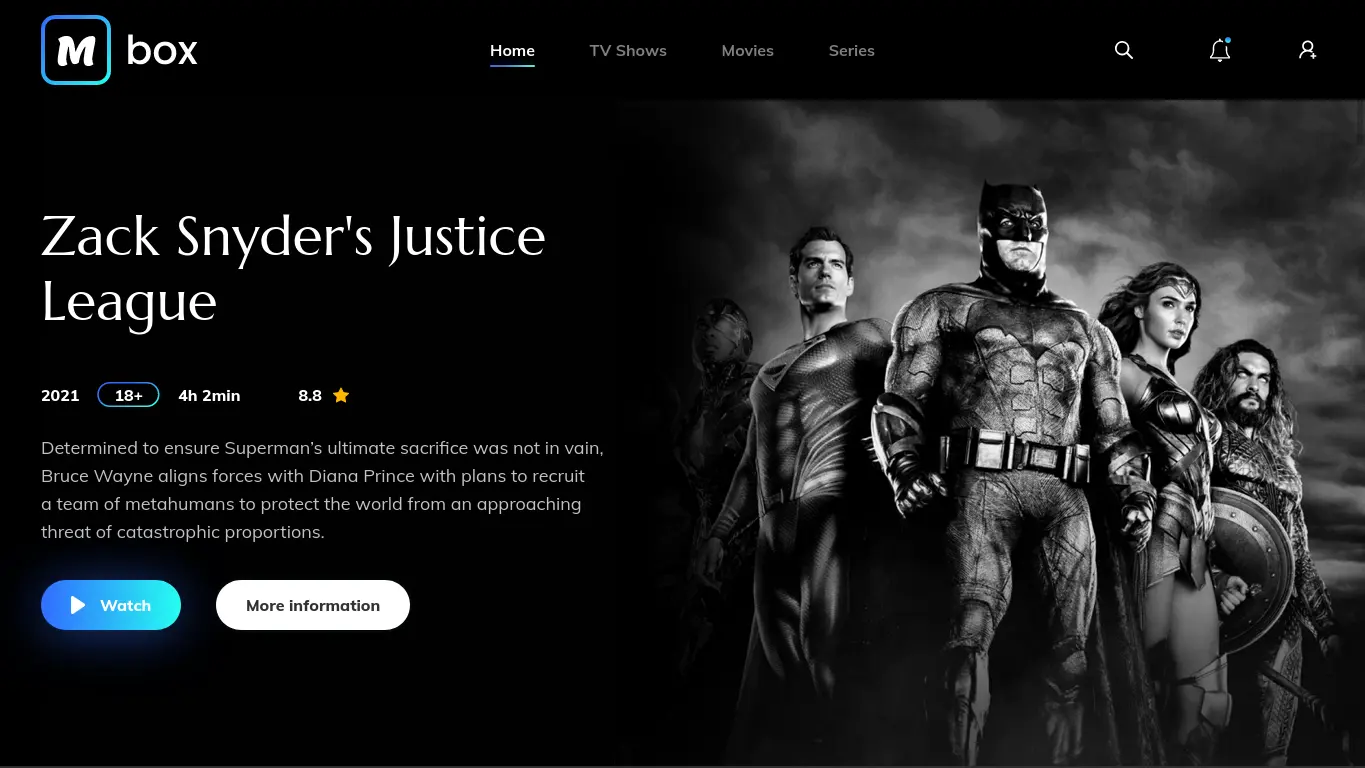 M box
Home TV Shows Movies Series
Zack Snyder's Justice
League
2021 18+ 4h 2min 8.8
Determined to ensure Superman’s ultimate sacrifice was not in vain,
Bruce Wayne aligns forces with Diana Prince with plans to recruit
a team of metahumans to protect the world from an approaching
threat of catastrophic proportions.
Watch More information